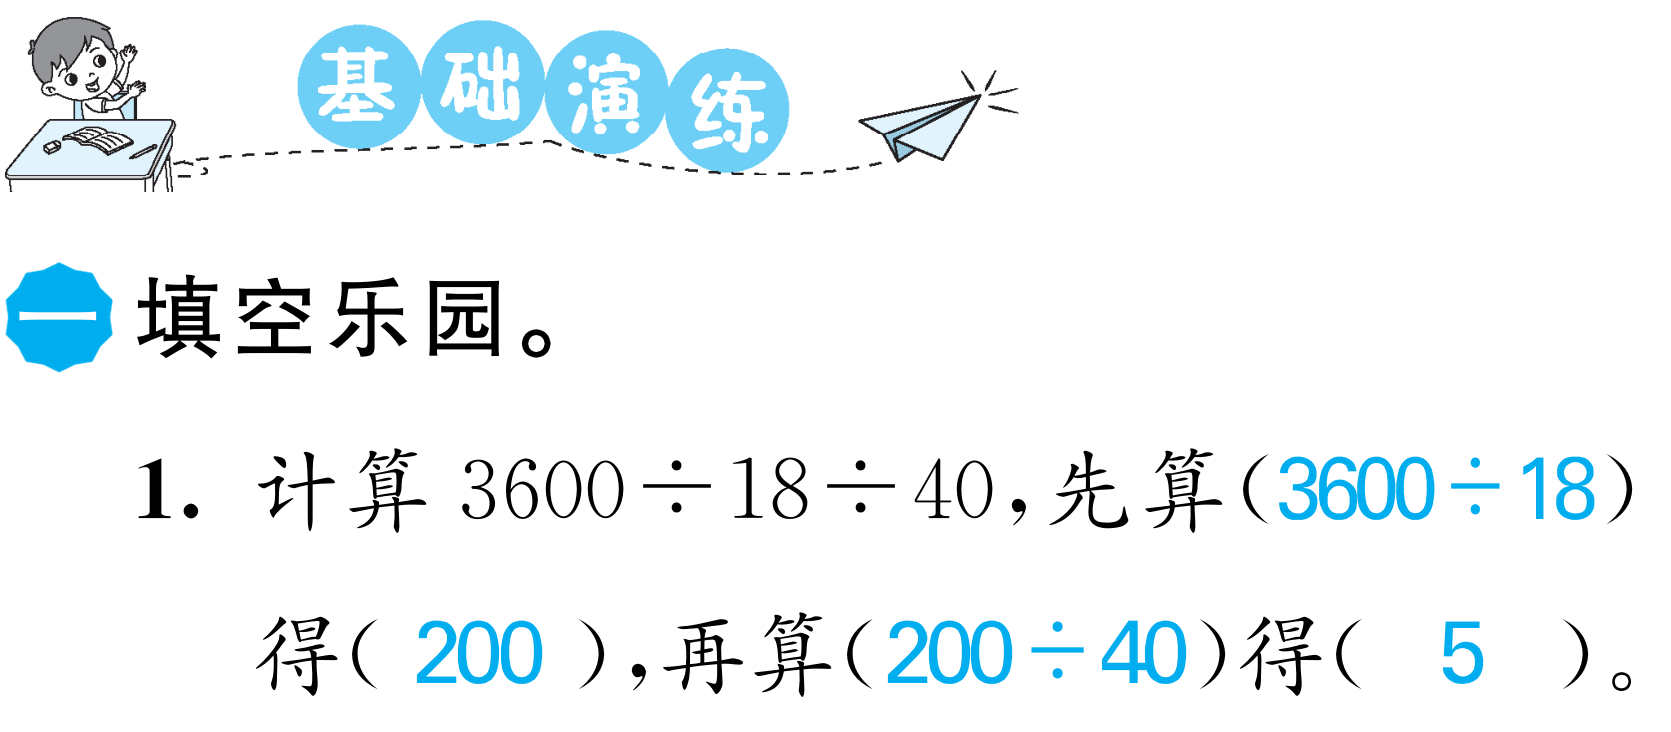 基础演练
一 填空乐园。
1. 计算 3600÷18÷40,先算(3600÷18)
得( 200 ),再算(200÷40)得( 5 )。